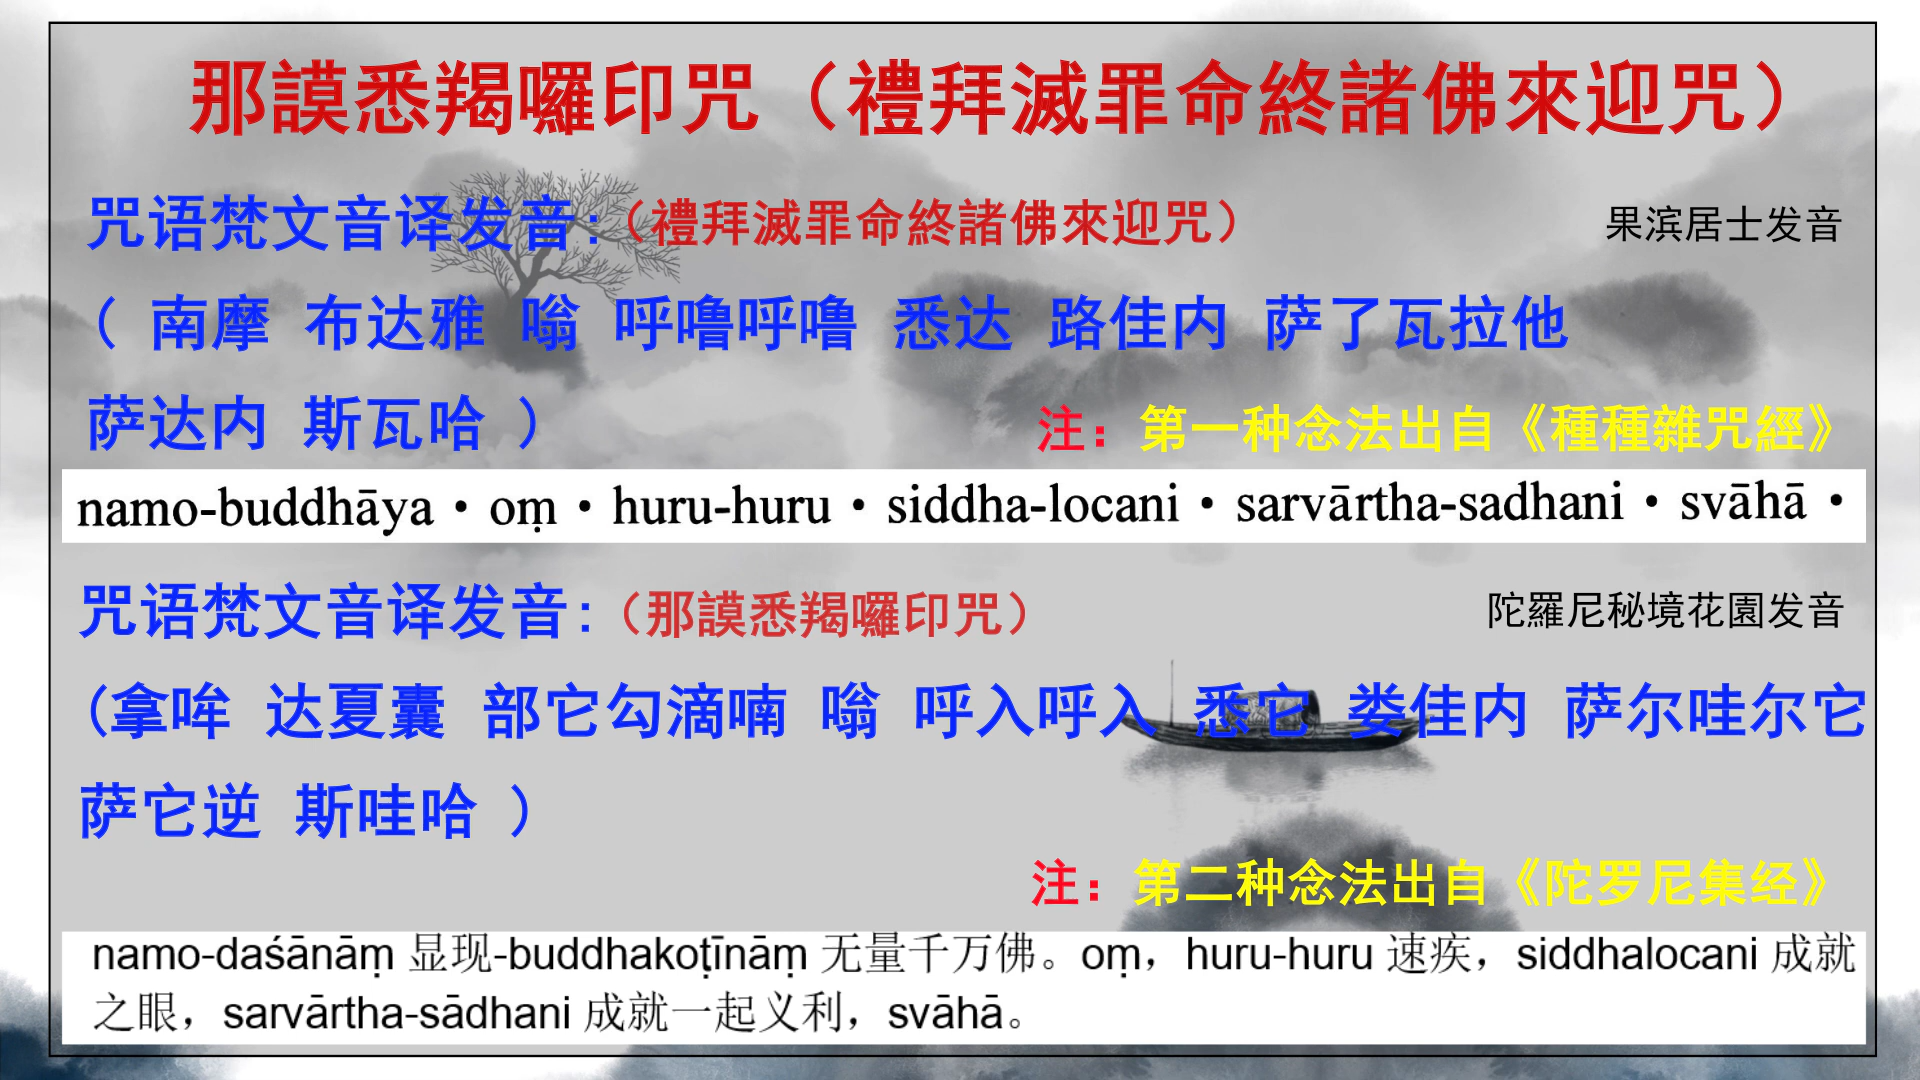 那謨悉羯囉印咒（禮拜滅罪命終諸佛來迎咒）
咒语梵文音译发音:（禮拜滅罪命終諸佛來迎咒） 果滨居士发音
( 南摩 布达雅 嗡 呼噜呼噜 悉达 路佳内 萨了瓦拉他
萨达内 斯瓦哈 )
注：第一种念法出自《種種雜咒經》
namo-buddhāya • oṃ • huru-huru • siddha-locani • sarvārtha-sadhani • svāhā •
咒语梵文音译发音:（那謨悉羯囉印咒） 陀羅尼秘境花園发音
(拿哞 达夏囊 部它勾滴喃 嗡 呼入呼入 悉它 娄佳内 萨尔哇尔它
萨它逆 斯哇哈 )
注：第二种念法出自《陀罗尼集经》
namo-daśānāṃ 显现-buddhakoṭīnāṃ 无量千万佛。oṃ，huru-huru 速疾，siddhalocani 成就
之眼，sarvārtha-sādhani 成就一起义利，svāhā。